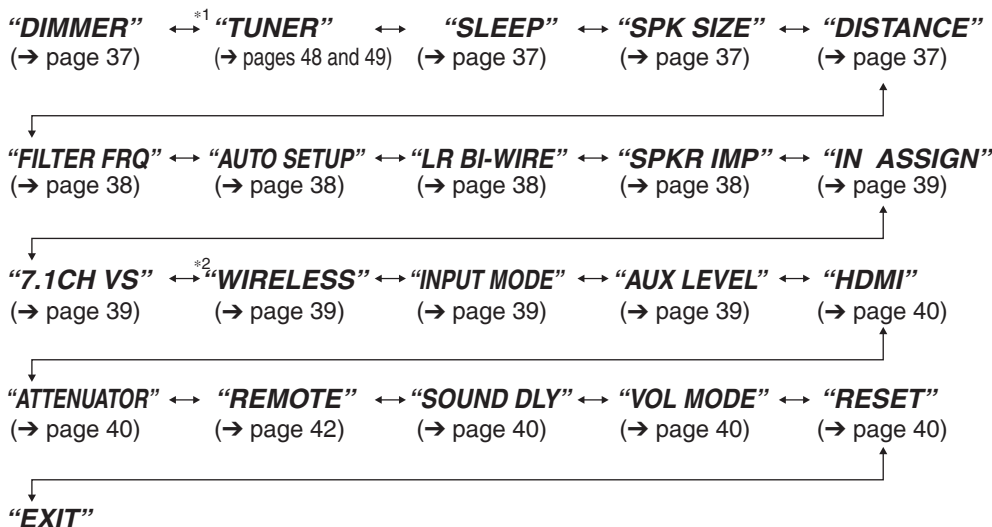 “DIMMER” ↔ *1 “TUNER” ↔ “SLEEP” ↔ “SPK SIZE” ↔ “DISTANCE”
(➔ page 37) (➔ pages 48 and 49) (➔ page 37) (➔ page 37) (➔ page 37)
“FILTER FRQ” ↔ “AUTO SETUP” ↔ “LR BI-WIRE” ↔ “SPKR IMP” ↔ “IN ASSIGN”
(➔ page 38) (➔ page 38) (➔ page 38) (➔ page 38) (➔ page 39)
“7.1CH VS” ↔ *2 “WIRELESS” ↔ “INPUT MODE” ↔ “AUX LEVEL” ↔ “HDMI”
(➔ page 39) (➔ page 39) (➔ page 39) (➔ page 39) (➔ page 40)
“ATTENUATOR” ↔ “REMOTE” ↔ “SOUND DLY” ↔ “VOL MODE” ↔ “RESET”
(➔ page 40) (➔ page 42) (➔ page 40) (➔ page 40) (➔ page 40)
“EXIT”